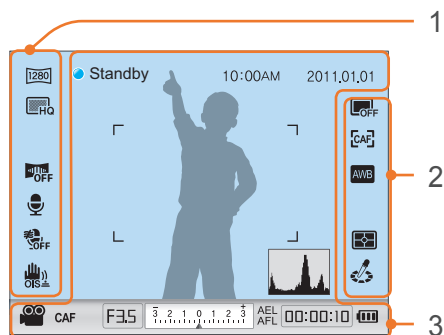 1
1280
Standby 10:00AM 2011.01.01
HQ OFF
CAF
OFF AWB 2
OFF
OIS
CAF F3.5 3 2 1 0 1 2 3 AEL AFL 00:00:10
3